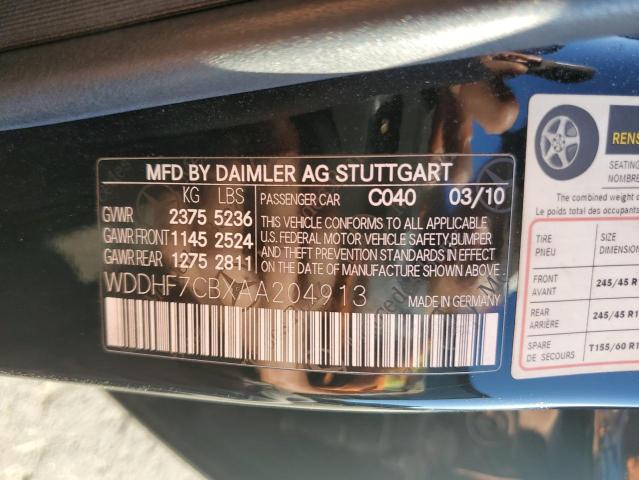 MFD BY DAIMLER AG STUTTGART
KG LBS PASSENGER CAR C040 03/10
GVWR 2375 5236
GAWR FRONT 1145 2524
GAWR REAR 1275 2811
THIS VEHICLE CONFORMS TO ALL APPLICABLE
U.S. FEDERAL MOTOR VEHICLE SAFETY,BUMPER
AND THEFT PREVENTION STANDARDS IN EFFECT
ON THE DATE OF MANUFACTURE SHOWN ABOVE.
WDDHF7CBXAA204913 MADE IN GERMANY
RENS
SEATING
NOMBRE
The combined weight
Le poids total des occupants
TIRE SIZE
PNEU DIMENSION
FRONT 245/45 R1
AVANT
REAR 245/45 R1
ARRIÈRE
SPARE T155/60 R1
DE SECOURS